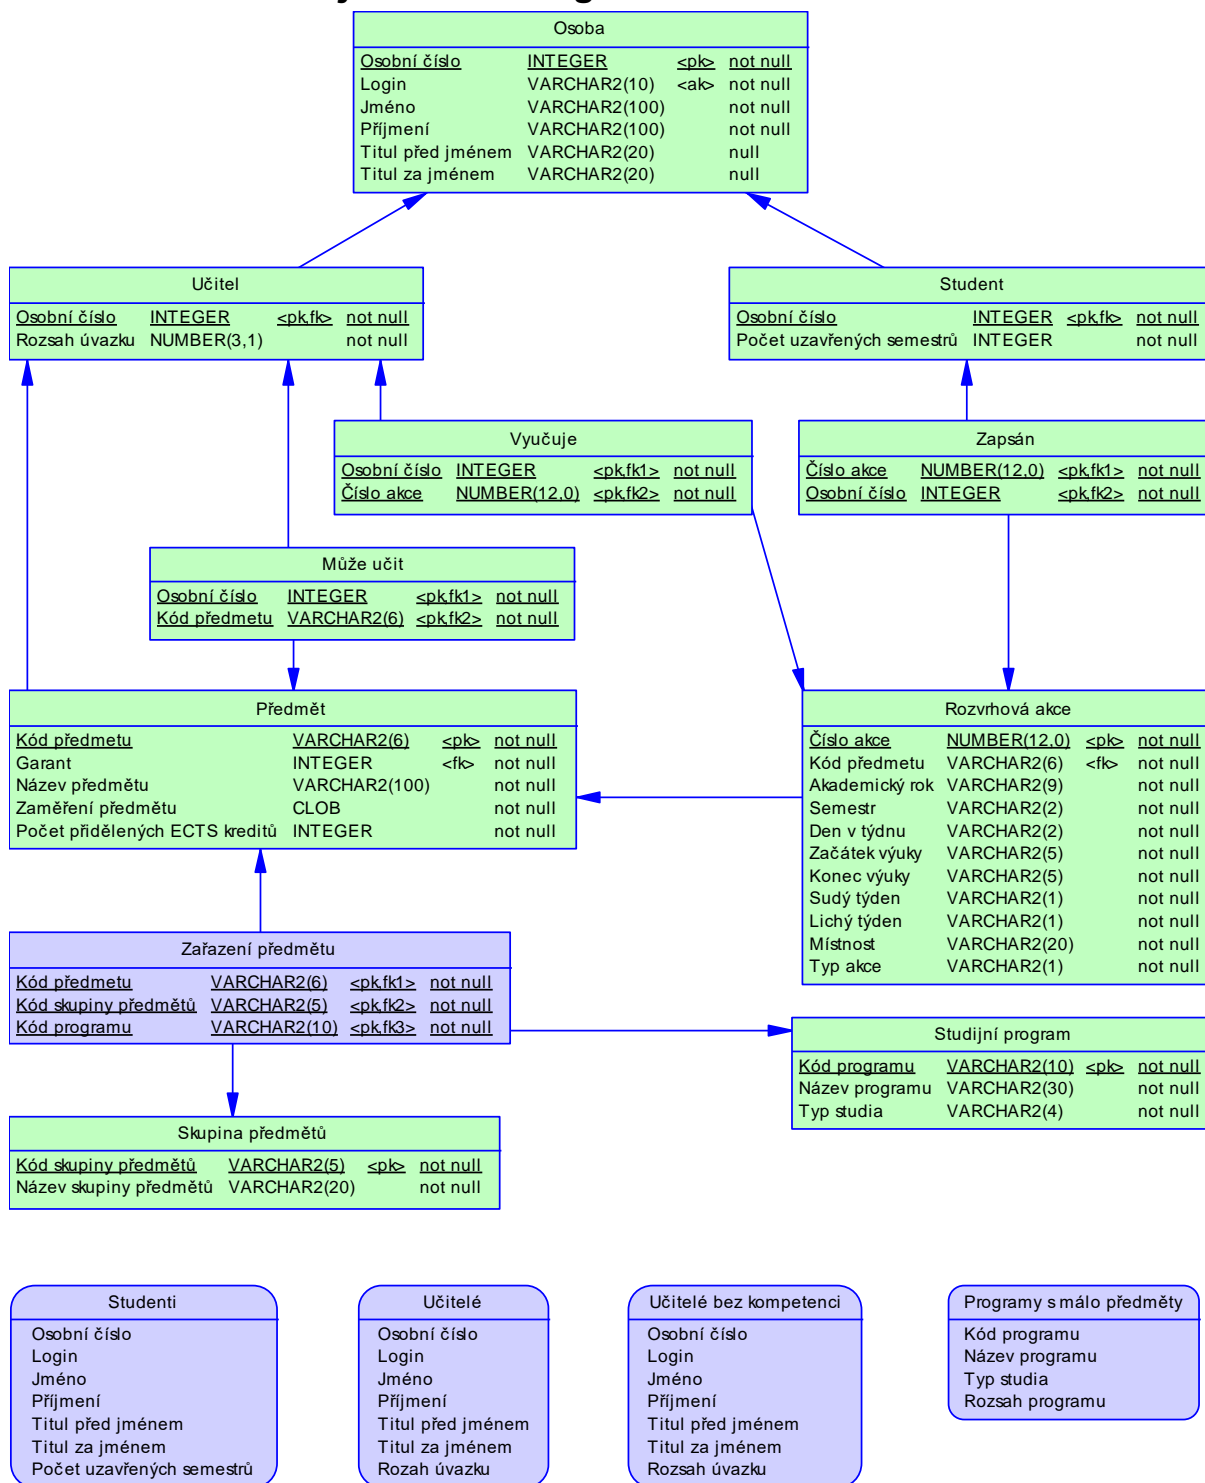 Osoba
Osobní číslo INTEGER <pk> not null
Login VARCHAR2(10) <ak> not null
Jméno VARCHAR2(100) not null
Příjmení VARCHAR2(100) not null
Titul před jménem VARCHAR2(20) null
Titul za jménem VARCHAR2(20) null
Učitel
Osobní číslo INTEGER <pk,fk> not null
Rozsah úvazku NUMBER(3,1) not null
Student
Osobní číslo INTEGER <pk,fk> not null
Počet uzavřených semestrů INTEGER not null
Vyučuje
Osobní číslo INTEGER <pk,fk1> not null
Číslo akce NUMBER(12,0) <pk,fk2> not null
Zapsán
Číslo akce NUMBER(12,0) <pk,fk1> not null
Osobní číslo INTEGER <pk,fk2> not null
Může učit
Osobní číslo INTEGER <pk,fk1> not null
Kód předmetu VARCHAR2(6) <pk,fk2> not null
Předmět
Kód předmetu VARCHAR2(6) <pk> not null
Garant INTEGER <fk> not null
Název předmětu VARCHAR2(100) not null
Zaměření předmětu CLOB not null
Počet přidělených ECTS kreditů INTEGER not null
Rozvrhová akce
Číslo akce NUMBER(12,0) <pk> not null
Kód předmetu VARCHAR2(6) <fk> not null
Akademický rok VARCHAR2(9) not null
Semestr VARCHAR2(2) not null
Den v týdnu VARCHAR2(2) not null
Začátek výuky VARCHAR2(5) not null
Konec výuky VARCHAR2(5) not null
Sudý týden VARCHAR2(1) not null
Lichý týden VARCHAR2(1) not null
Místnost VARCHAR2(20) not null
Typ akce VARCHAR2(1) not null
Zařazení předmětu
Kód předmetu VARCHAR2(6) <pk,fk1> not null
Kód skupiny předmětů VARCHAR2(5) <pk,fk2> not null
Kód programu VARCHAR2(10) <pk,fk3> not null
Studijní program
Kód programu VARCHAR2(10) <pk> not null
Název programu VARCHAR2(30) not null
Typ studia VARCHAR2(4) not null
Skupina předmětů
Kód skupiny předmětů VARCHAR2(5) <pk> not null
Název skupiny předmětů VARCHAR2(20) not null
Studenti
Osobní číslo
Login
Jméno
Příjmení
Titul před jménem
Titul za jménem
Počet uzavřených semestrů
Učitelé
Osobní číslo
Login
Jméno
Příjmení
Titul před jménem
Titul za jménem
Rozah úvazku
Učitelé bez kompetenci
Osobní číslo
Login
Jméno
Příjmení
Titul před jménem
Titul za jménem
Rozsah úvazku
Programy s málo předměty
Kód programu
Název programu
Typ studia
Rozsah programu